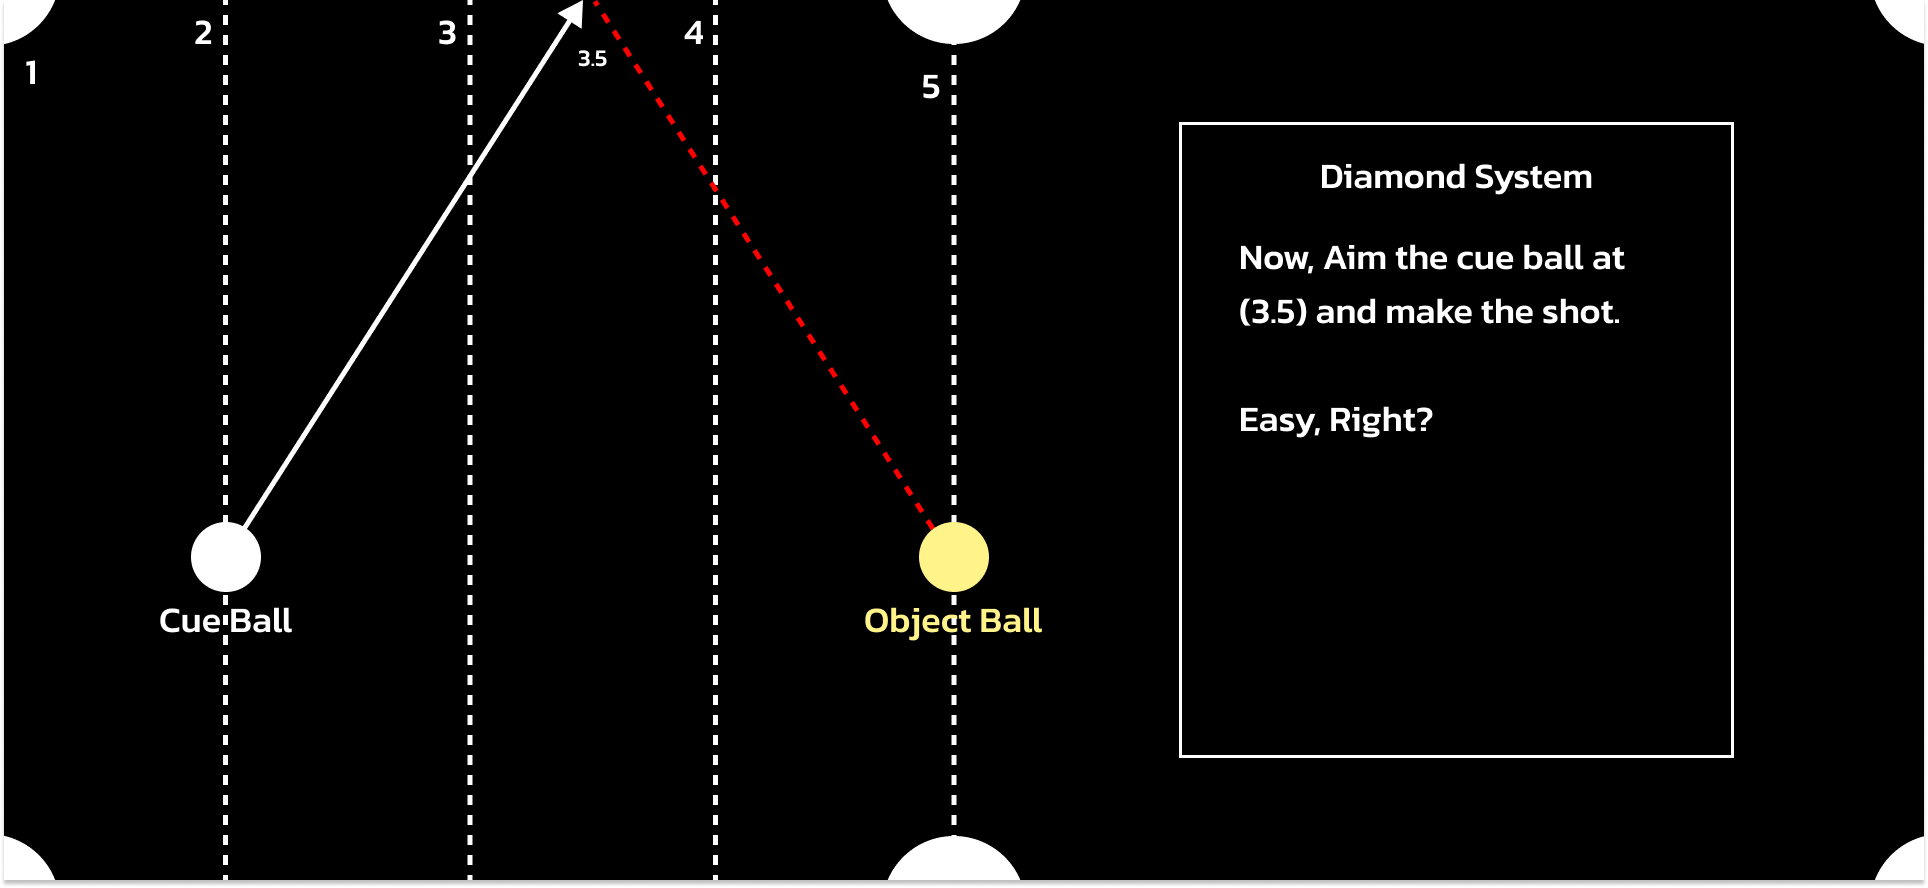 1
2
3
3.5
4
5
Diamond System
Now, Aim the cue ball at
(3.5) and make the shot.
Easy, Right?
Cue Ball
Object Ball